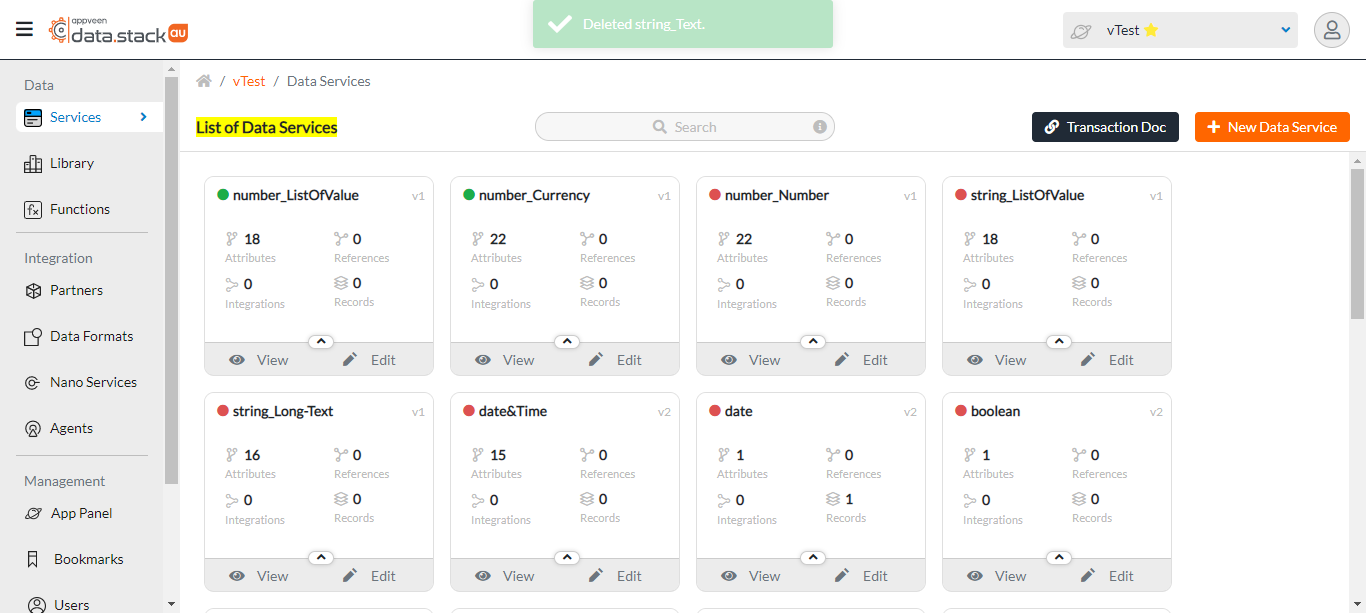 appveen
data.stack au
Deleted string_Text.
vTest
Data
Services
Library
Functions
Integration
Partners
Data Formats
Nano Services
Agents
Management
App Panel
Bookmarks
Users
/ vTest / Data Services
List of Data Services
Search
Transaction Doc
New Data Service
number_ListOfValue v1
18 Attributes
0 References
0 Integrations
0 Records
View Edit
number_Currency v1
22 Attributes
0 References
0 Integrations
0 Records
View Edit
number_Number v1
22 Attributes
0 References
0 Integrations
0 Records
View Edit
string_ListOfValue v1
18 Attributes
0 References
0 Integrations
0 Records
View Edit
string_Long-Text v1
16 Attributes
0 References
0 Integrations
0 Records
View Edit
date&Time v2
15 Attributes
0 References
0 Integrations
0 Records
View Edit
date v2
1 Attributes
0 References
0 Integrations
1 Records
View Edit
boolean v2
1 Attributes
0 References
0 Integrations
0 Records
View Edit